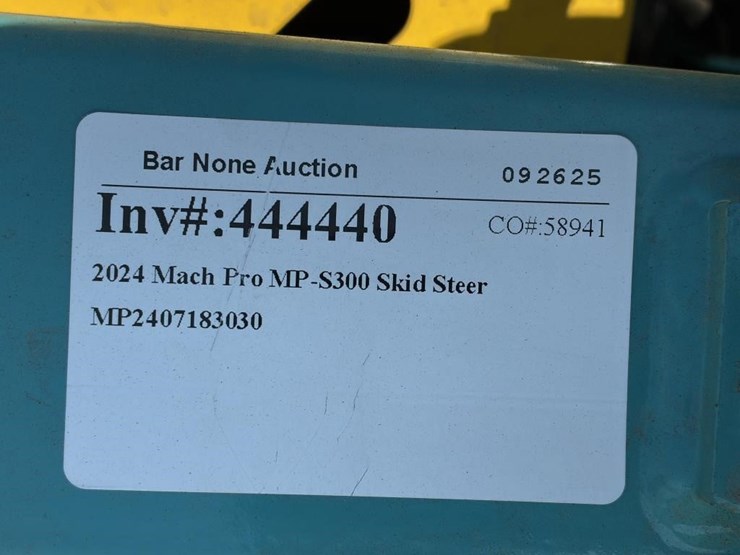 Bar None Auction 092625
Inv#:444440 CO#:58941
2024 Mach Pro MP-S300 Skid Steer
MP2407183030